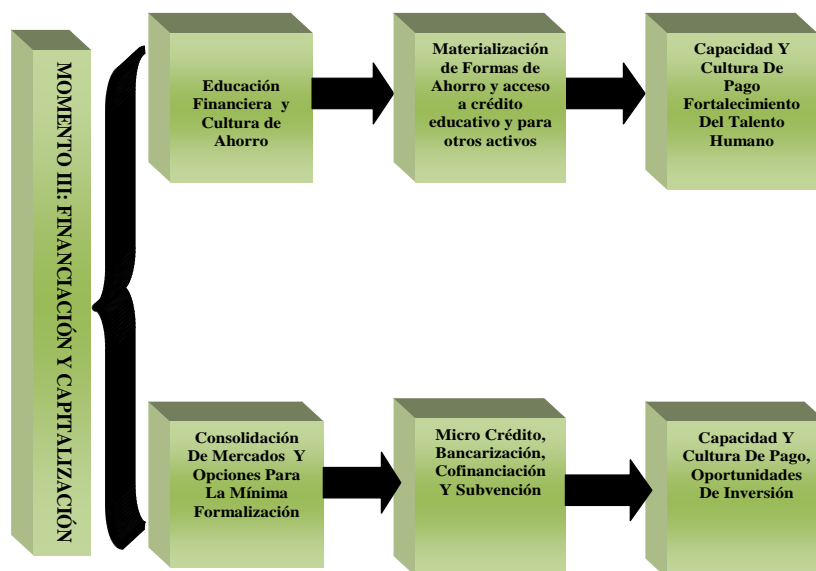 MOMENTO III: FINANCIACIÓN Y CAPITALIZACIÓN
Educación
Financiera y
Cultura de
Ahorro
Materialización
de Formas de
Ahorro y acceso
a crédito
educativo y para
otros activos
Capacidad Y
Cultura De
Pago
Fortalecimiento
Del Talento
Humano
Consolidación
De Mercados Y
Opciones Para
La Mínima
Formalización
Micro Crédito,
Bancarización,
Cofinanciación
Y Subvención
Capacidad Y
Cultura De Pago,
Oportunidades
De Inversión